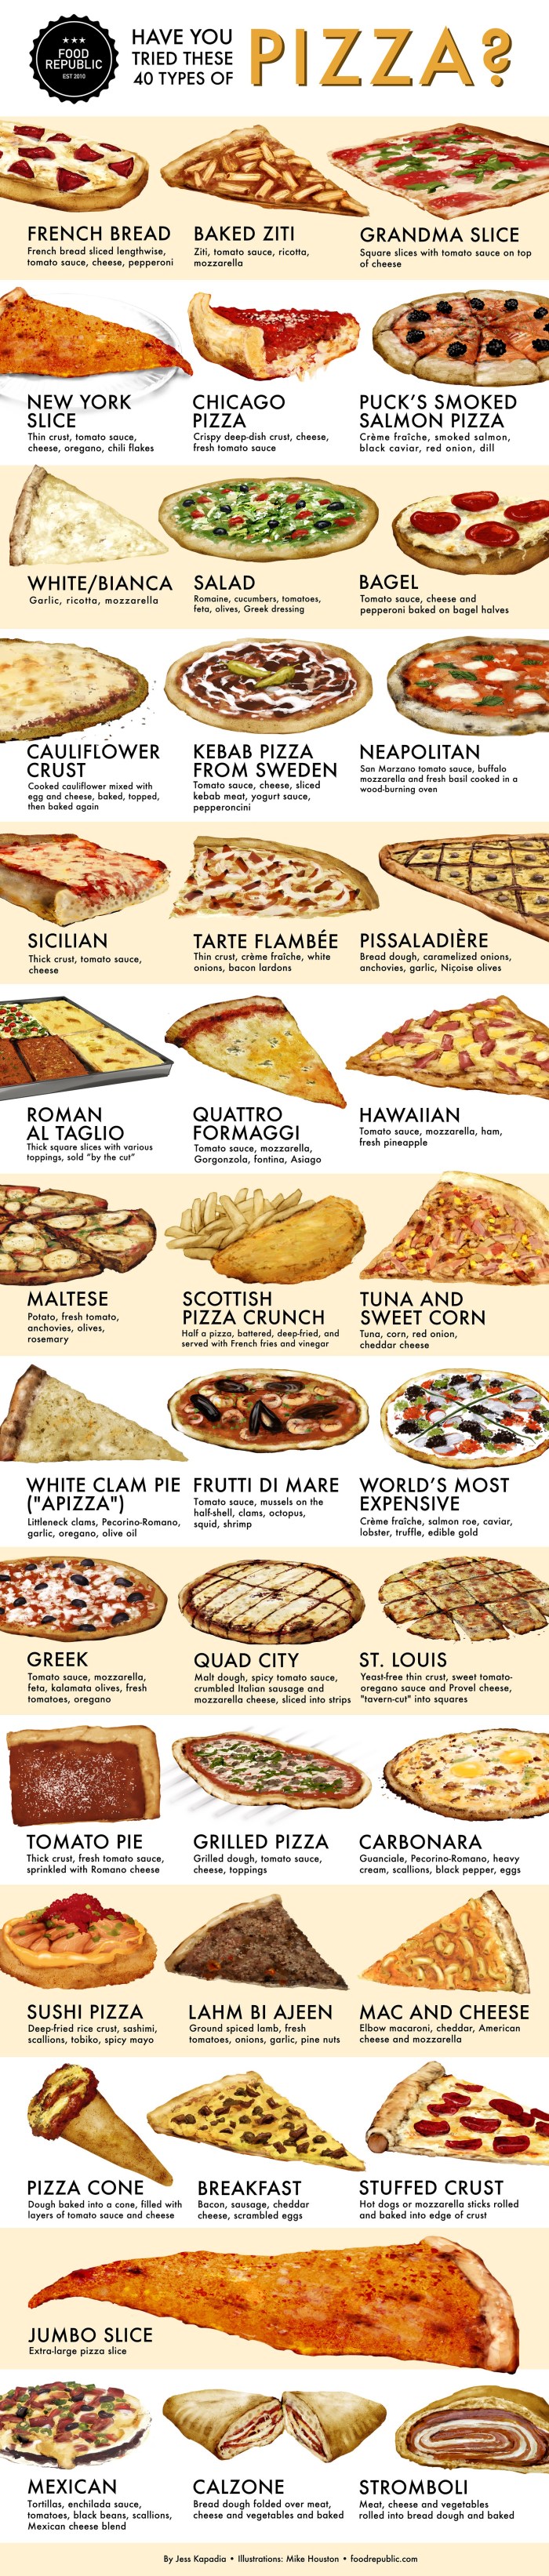 ★★★
FOOD
REPUBLIC
EST 2010
HAVE YOU
TRIED THESE
40 TYPES OF
PIZZA?
FRENCH BREAD
French bread sliced lengthwise,
tomato sauce, cheese, pepperoni
BAKED ZITI
Ziti, tomato sauce, ricotta,
mozzarella
GRANDMA SLICE
Square slices with tomato sauce on top
of cheese
NEW YORK
SLICE
Thin crust, tomato sauce,
cheese, oregano, chili flakes
CHICAGO
PIZZA
Crispy deep-dish crust, cheese,
fresh tomato sauce
PUCK'S SMOKED
SALMON PIZZA
Crème fraîche, smoked salmon,
black caviar, red onion, dill
WHITE/BIANCA
Garlic, ricotta, mozzarella
SALAD
Romaine, cucumbers, tomatoes,
feta, olives, Greek dressing
BAGEL
Tomato sauce, cheese and
pepperoni baked on bagel halves
CAULIFLOWER
CRUST
Cooked cauliflower mixed with
egg and cheese, baked, topped,
then baked again
KEBAB PIZZA
FROM SWEDEN
Tomato sauce, cheese, sliced
kebab meat, yogurt sauce,
pepperoncini
NEAPOLITAN
San Marzano tomato sauce, buffalo
mozzarella and fresh basil cooked in a
wood-burning oven
SICILIAN
Thick crust, tomato sauce,
cheese
TARTE FLAMBÉE
Thin crust, crème fraîche, white
onions, bacon lardons
PISSALADIÈRE
Bread dough, caramelized onions,
anchovies, garlic, Niçoise olives
ROMAN
AL TAGLIO
Thick square slices with various
toppings, sold "by the cut"
QUATTRO
FORMAGGI
Tomato sauce, mozzarella,
Gorgonzola, fontina, Asiago
HAWAIIAN
Tomato sauce, mozzarella, ham,
fresh pineapple
MALTESE
Potato, fresh tomato,
anchovies, olives,
rosemary
SCOTTISH
PIZZA CRUNCH
Half a pizza, battered, deep-fried, and
served with French fries and vinegar
TUNA AND
SWEET CORN
Tuna, corn, red onion,
cheddar cheese
WHITE CLAM PIE
("APIZZA")
Littleneck clams, Pecorino-Romano,
garlic, oregano, olive oil
FRUTTI DI MARE
Tomato sauce, mussels on the
half-shell, clams, octopus,
squid, shrimp
WORLD'S MOST
EXPENSIVE
Crème fraîche, salmon roe, caviar,
lobster, truffle, edible gold
GREEK
Tomato sauce, mozzarella,
feta, kalamata olives, fresh
tomatoes, oregano
QUAD CITY
Malt dough, spicy tomato sauce,
crumbled Italian sausage and
mozzarella cheese, sliced into strips
ST. LOUIS
Yeast-free thin crust, sweet tomato-
oregano sauce and Provel cheese,
"tavern-cut" into squares
TOMATO PIE
Thick crust, fresh tomato sauce,
sprinkled with Romano cheese
GRILLED PIZZA
Grilled dough, tomato sauce,
cheese, toppings
CARBONARA
Guanciale, Pecorino-Romano, heavy
cream, scallions, black pepper, eggs
SUSHI PIZZA
Deep-fried rice crust, sashimi,
scallions, tobiko, spicy mayo
LAHM BI AJEEN
Ground spiced lamb, fresh
tomatoes, onions, garlic, pine nuts
MAC AND CHEESE
Elbow macaroni, cheddar, American
cheese and mozzarella
PIZZA CONE
Dough baked into a cone, filled with
layers of tomato sauce and cheese
BREAKFAST
Bacon, sausage, cheddar
cheese, scrambled eggs
STUFFED CRUST
Hot dogs or mozzarella sticks rolled
and baked into edge of crust
JUMBO SLICE
Extra-large pizza slice
MEXICAN
Tortillas, enchilada sauce,
tomatoes, black beans, scallions,
Mexican cheese blend
CALZONE
Bread dough folded over meat,
cheese and vegetables and baked
STROMBOLI
Meat, cheese and vegetables
rolled into bread dough and baked
By Jess Kapadia • Illustrations: Mike Houston • foodrepublic.com